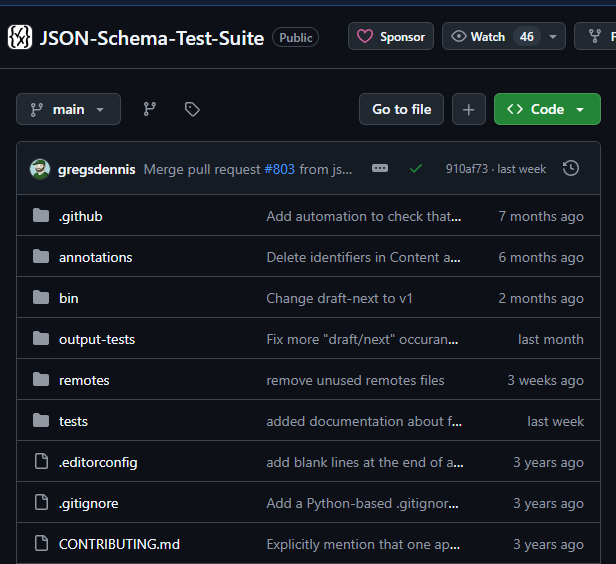 JSON-Schema-Test-Suite Public Sponsor Watch 46
main Go to file Code
gregsdennis Merge pull request #803 from js... 910af73 · last week
.github Add automation to check that... 7 months ago
annotations Delete identifiers in Content a... 6 months ago
bin Change draft-next to v1 2 months ago
output-tests Fix more "draft/next" occuran... last month
remotes remove unused remotes files 3 weeks ago
tests added documentation about f... last week
.editorconfig add blank lines at the end of a... 3 years ago
.gitignore Add a Python-based .gitignor... 3 years ago
CONTRIBUTING.md Explicitly mention that one ap... 3 years ago